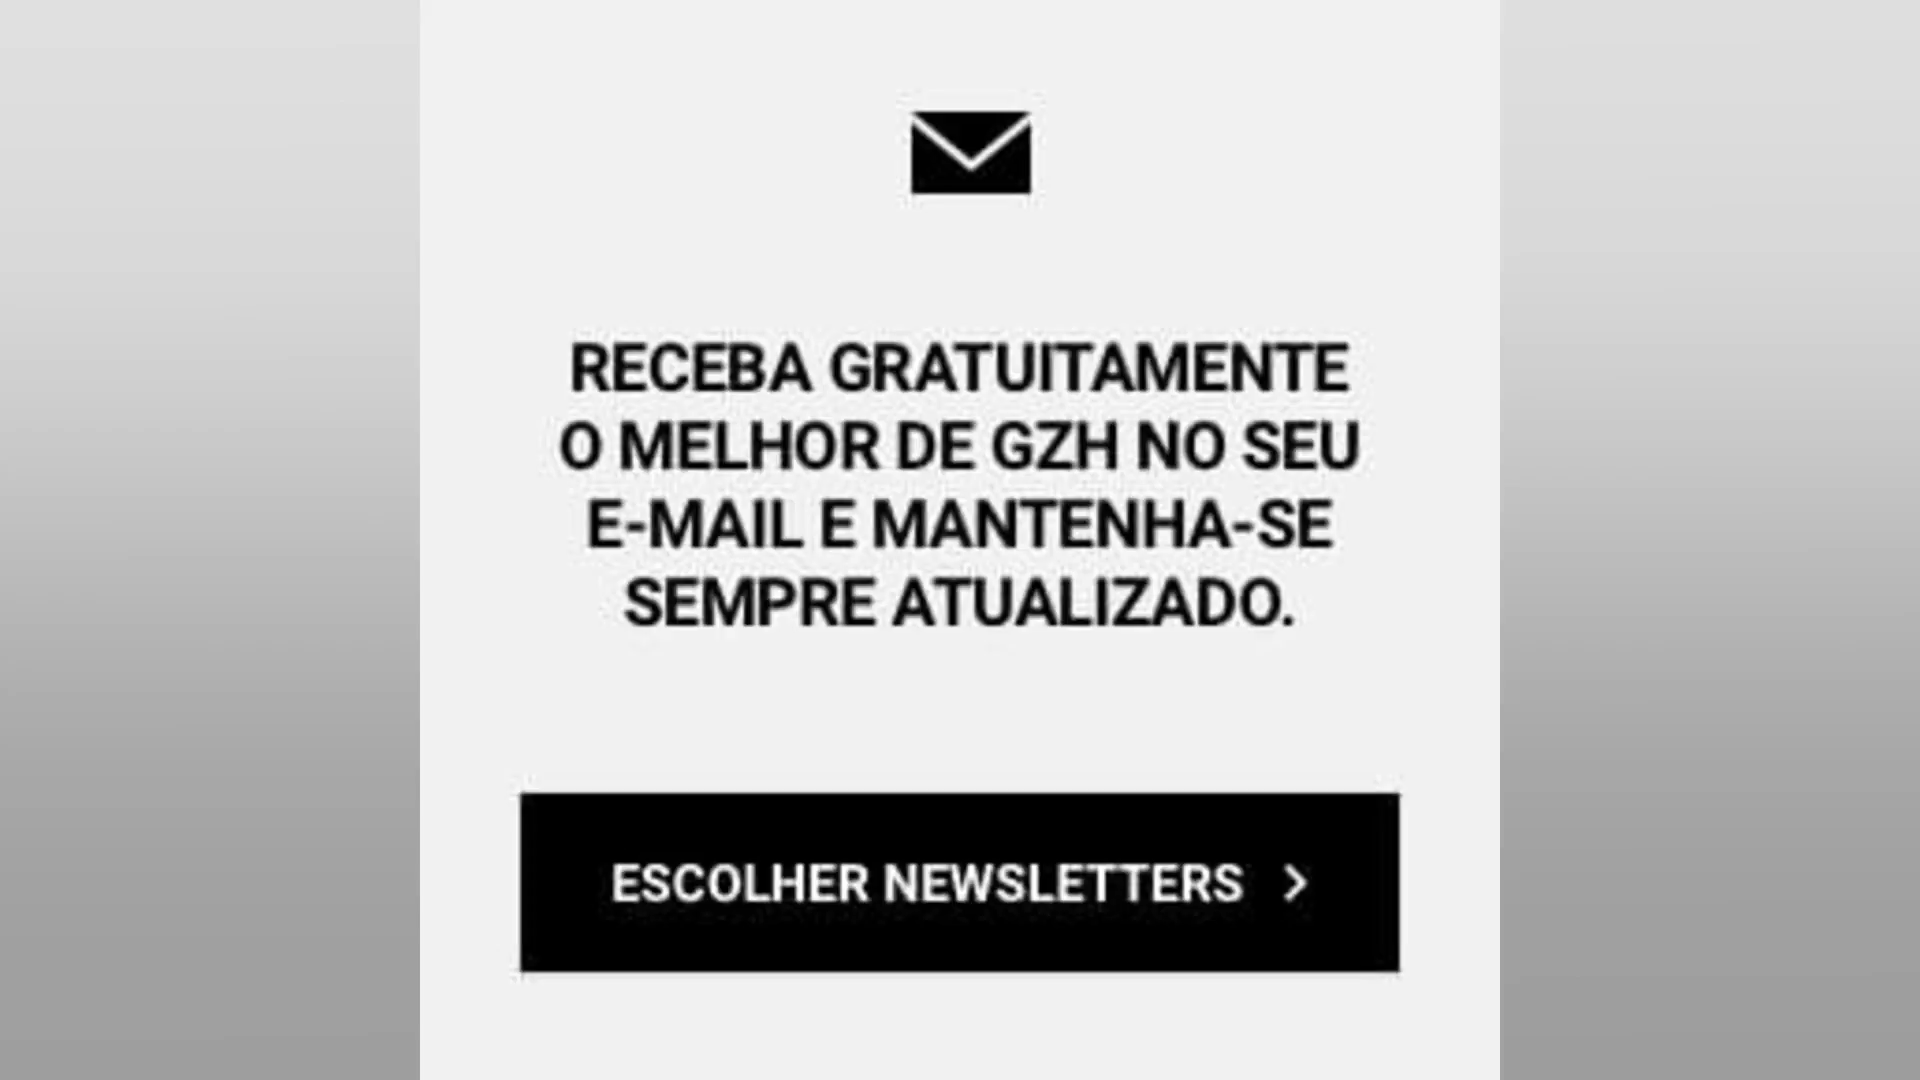 RECEBA GRATUITAMENTE
O MELHOR DE GZH NO SEU
E-MAIL E MANTENHA-SE
SEMPRE ATUALIZADO.
ESCOLHER NEWSLETTERS >